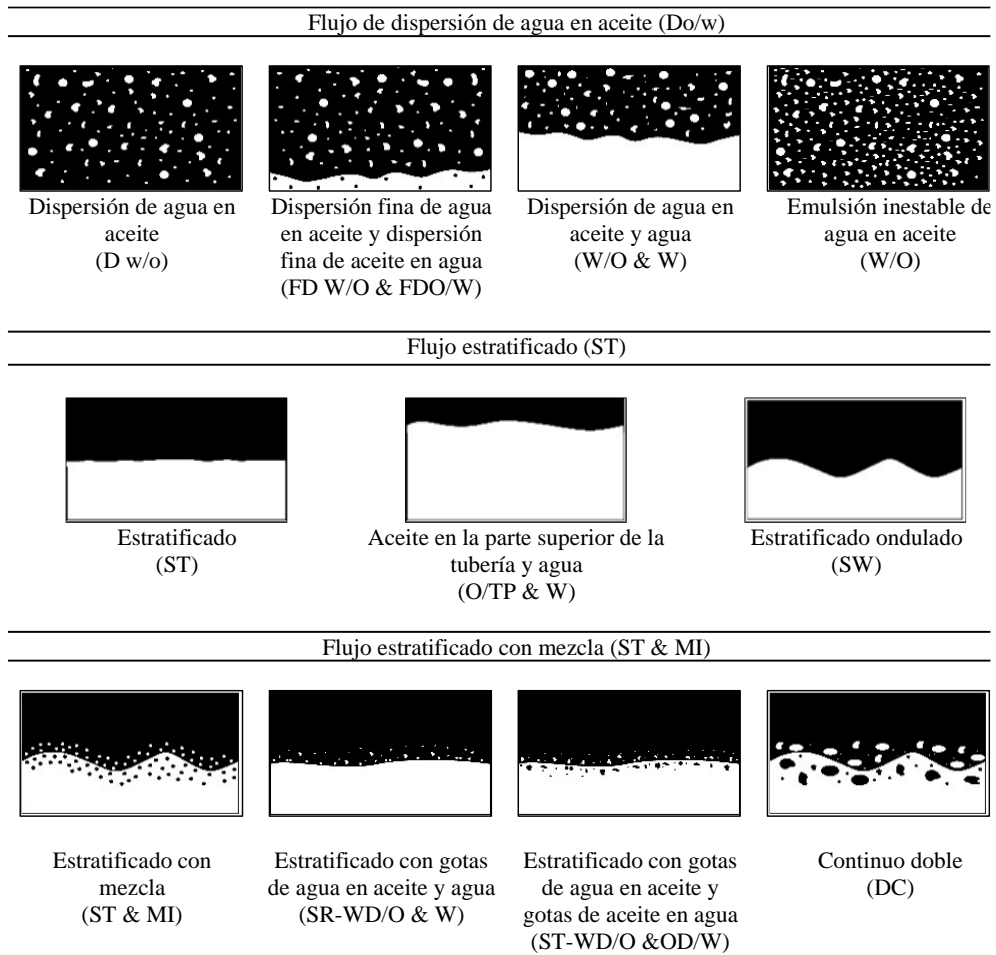 Flujo de dispersión de agua en aceite (Do/w)
Dispersión de agua en
aceite
(D w/o)
Dispersión fina de agua
en aceite y dispersión
fina de aceite en agua
(FD W/O & FDO/W)
Dispersión de agua en
aceite y agua
(W/O & W)
Emulsión inestable de
agua en aceite
(W/O)
Flujo estratificado (ST)
Estratificado
(ST)
Aceite en la parte superior de la
tubería y agua
(O/TP & W)
Estratificado ondulado
(SW)
Flujo estratificado con mezcla (ST & MI)
Estratificado con
mezcla
(ST & MI)
Estratificado con gotas
de agua en aceite y agua
(SR-WD/O & W)
Estratificado con gotas
de agua en aceite y
gotas de aceite en agua
(ST-WD/O &OD/W)
Continuo doble
(DC)